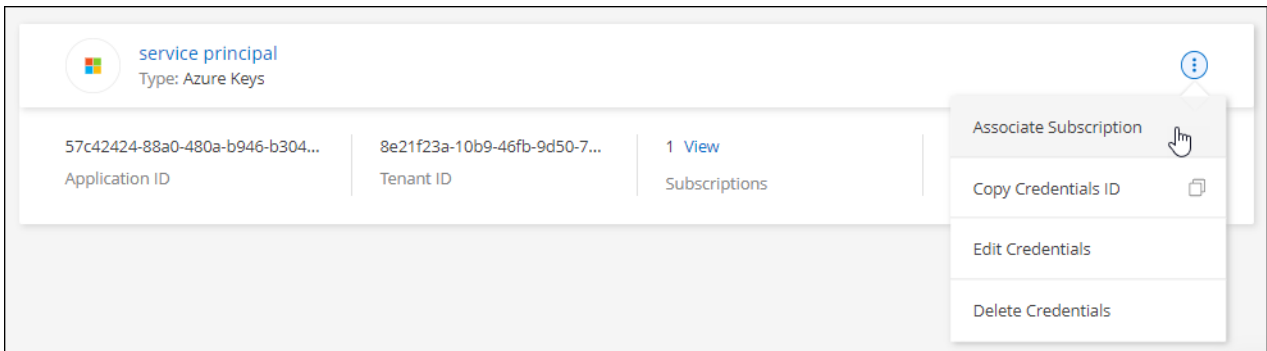 service principal
Type: Azure Keys
57c42424-88a0-480a-b946-b304...
Application ID
8e21f23a-10b9-46fb-9d50-7...
Tenant ID
1 View
Subscriptions
Associate Subscription
Copy Credentials ID
Edit Credentials
Delete Credentials